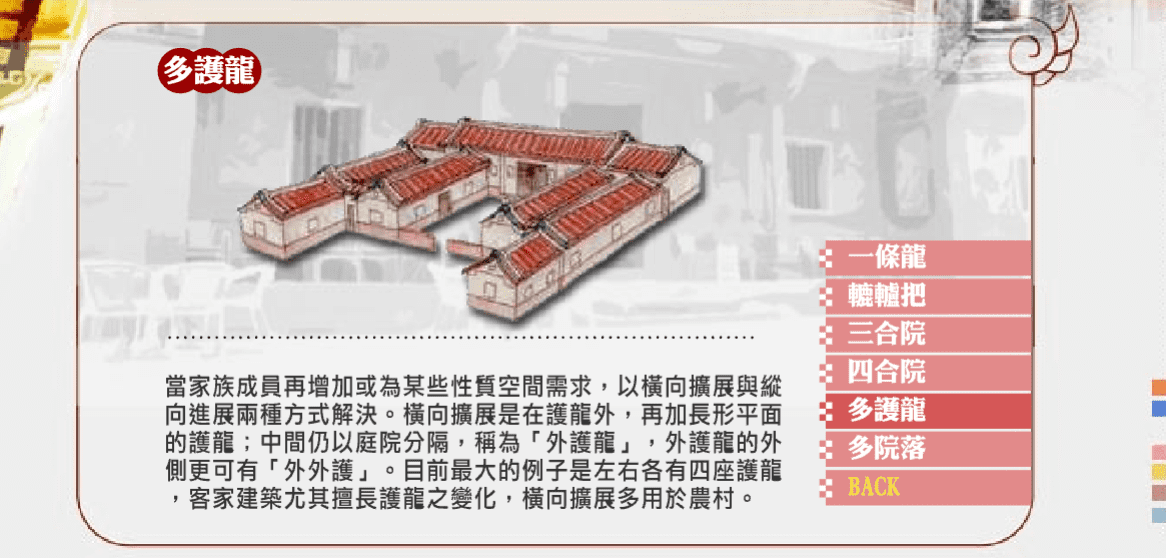 多護龍
當家族成員再增加或為某些性質空間需求，以橫向擴展與縱
向進展兩種方式解決。橫向擴展是在護龍外，再加長形平面
的護龍；中間仍以庭院分隔，稱為「外護龍」，外護龍的外
側更可有「外外護」。目前最大的例子是左右各有四座護龍
，客家建築尤其擅長護龍之變化，橫向擴展多用於農村。
一條龍
轆轤把
三合院
四合院
多護龍
多院落
BACK